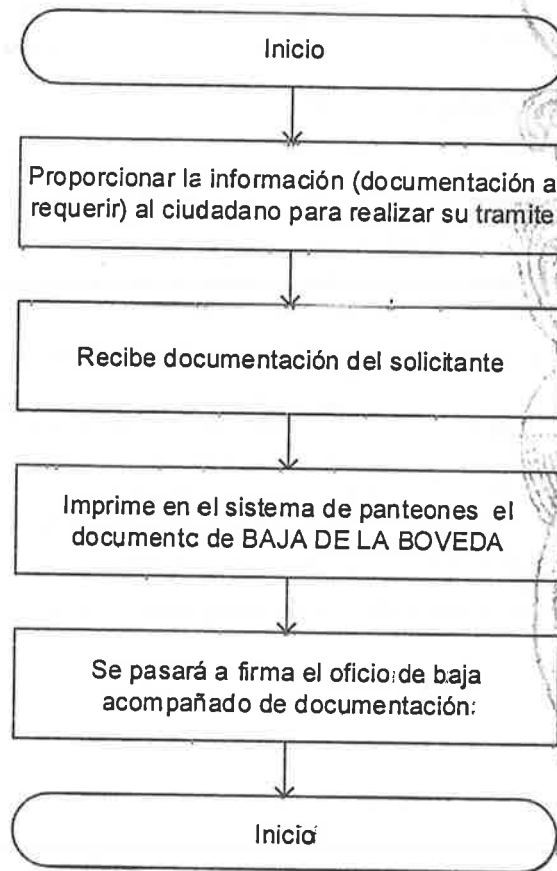 Inicio
Proporcionar la información (documentación a
requerir) al ciudadano para realizar su tramite
Recibe documentación del solicitante
Imprime en el sistema de panteones el
documento de BAJA DE LA BOVEDA
Se pasará a firma el oficio de baja
acompañado de documentación.
Inicio